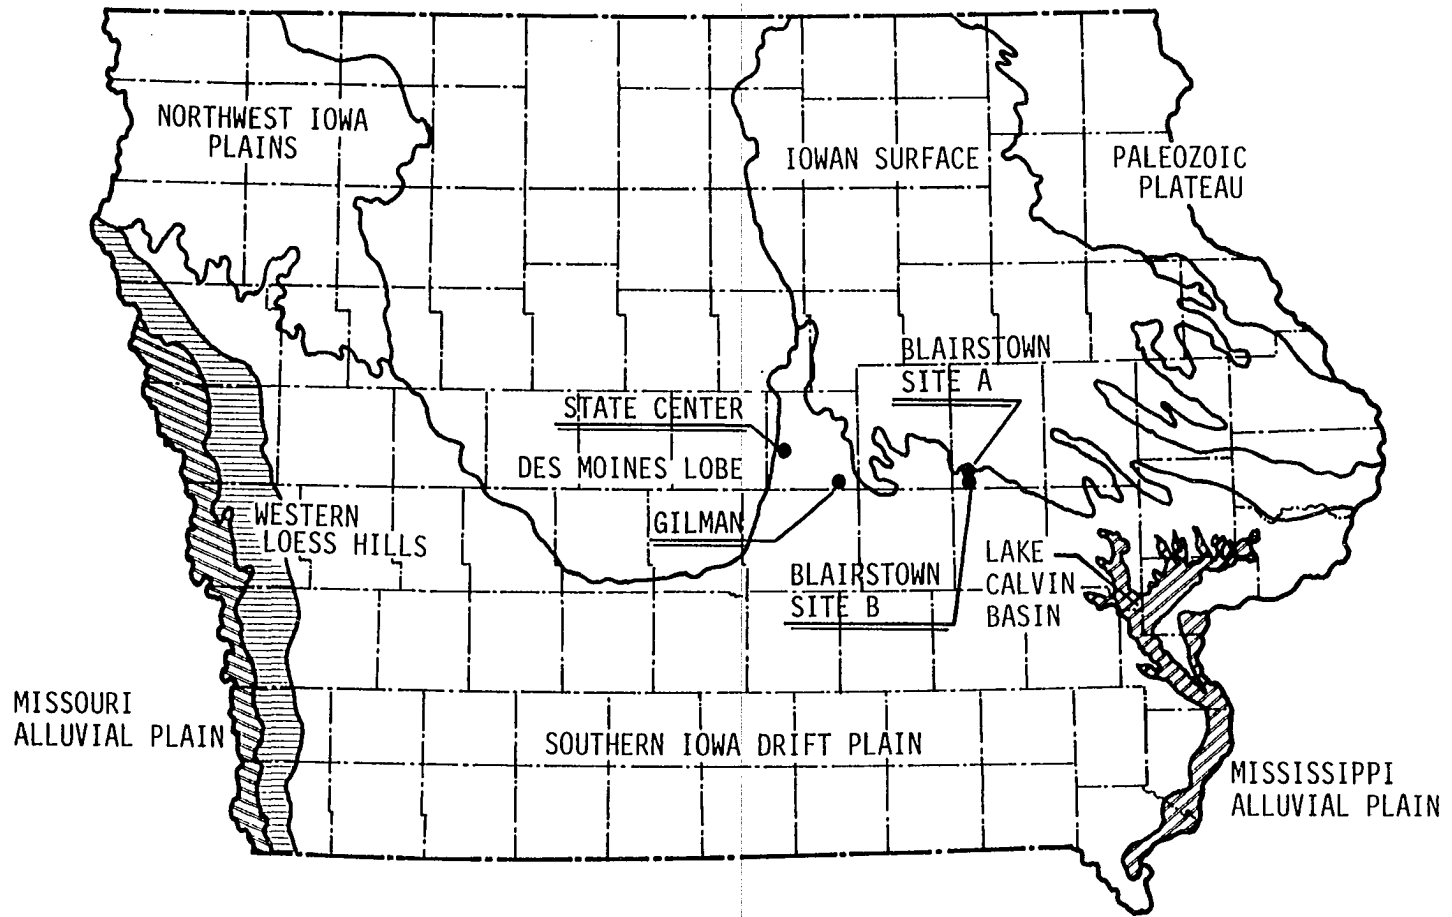 NORTHWEST IOWA
PLAINS
IOWAN SURFACE
PALEOZOIC
PLATEAU
BLAIRSTOWN
SITE A
STATE CENTER
DES MOINES LOBE
WESTERN
LOESS HILLS
GILMAN
BLAIRSTOWN
SITE B
LAKE
CALVIN
BASIN
MISSOURI
ALLUVIAL PLAIN
SOUTHERN IOWA DRIFT PLAIN
MISSISSIPPI
ALLUVIAL PLAIN